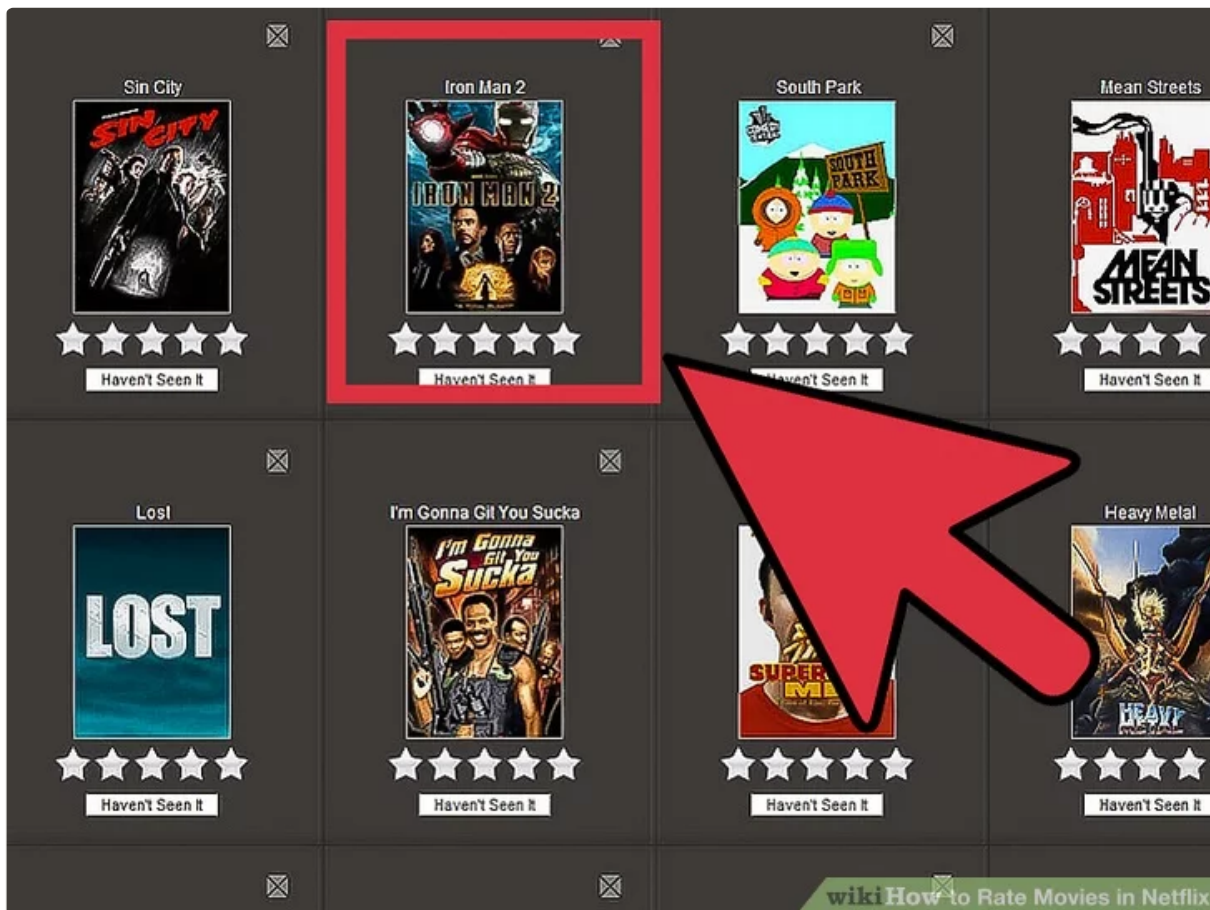 Sin City
Iron Man 2
South Park
Mean Streets
SIN CITY
IRON MAN 2
SOUTH
PARK
MEAN
STREETS
Haven't Seen It
Haven't Seen It
Haven't Seen It
Haven't Seen It
Lost
I'm Gonna Git You Sucka
Heavy Metal
LOST
I'm Gonna
Git You
Sucka
SUPER
HEAVY
METAL
Haven't Seen It
Haven't Seen It
Haven't Seen It
Haven't Seen It
wikiHow to Rate Movies in Netflix